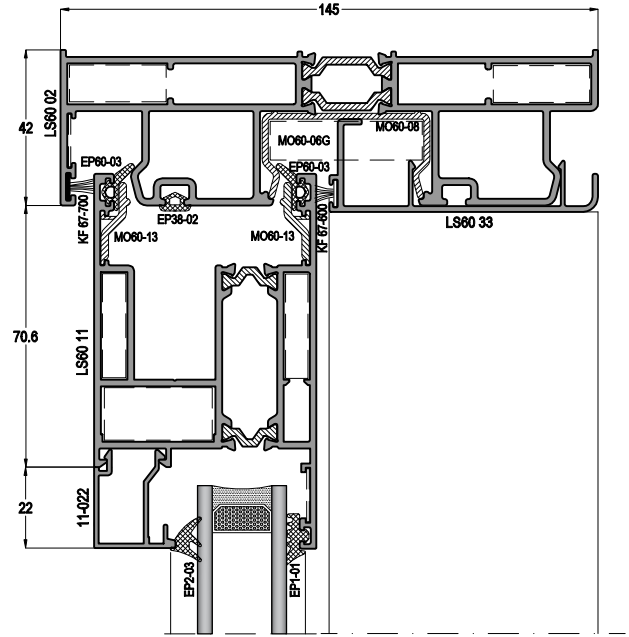 145
LS60 02
42
MO60-06G
MO60-08
EP60-03
EP60-03
KF 67-700
EP38-02
KF 67-600
LS60 33
MO60-13
MO60-13
70.6
LS60 11
22
11-022
EP2-03
EP1-01